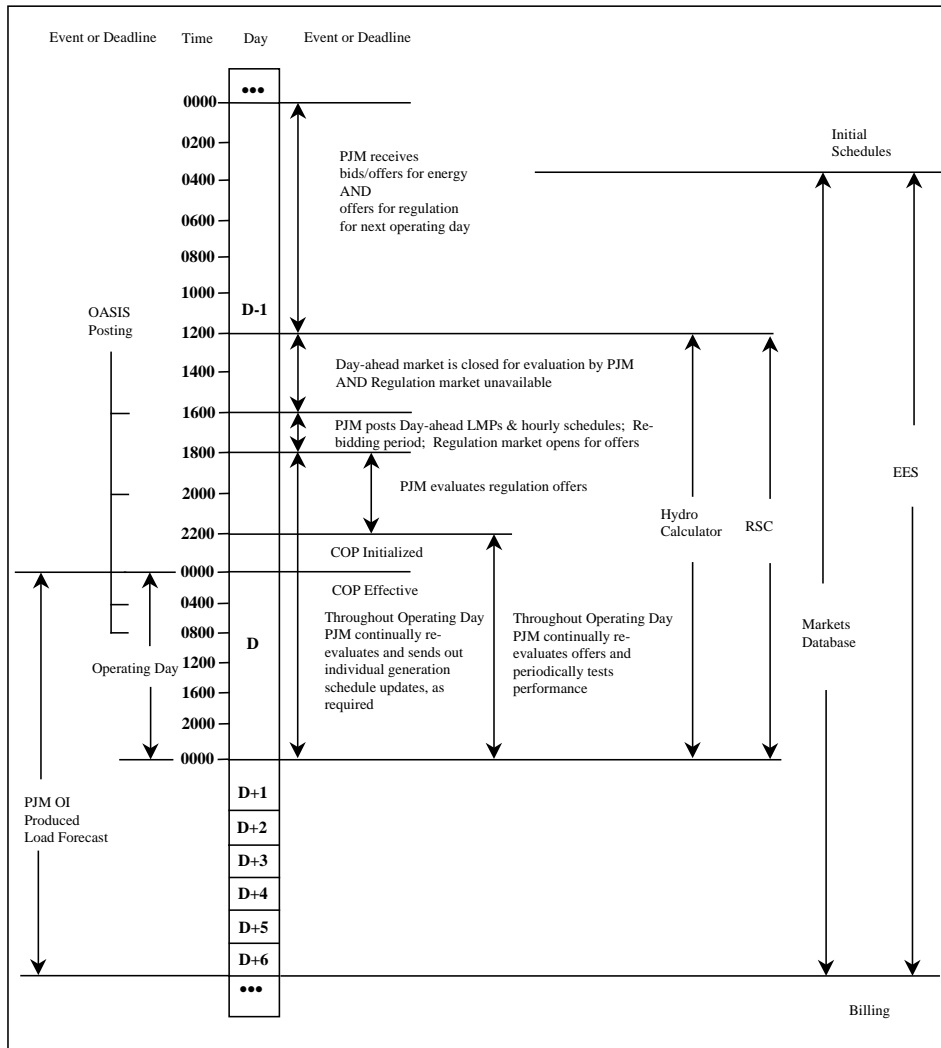 Event or Deadline Time Day Event or Deadline
•••
0000
0200
0400
0600
0800
1000
1200
1400
1600
1800
2000
2200
0000
0400
0800
1200
1600
2000
0000
D-1
D
D+1
D+2
D+3
D+4
D+5
D+6
•••
OASIS
Posting
Operating Day
PJM OI
Produced
Load Forecast
PJM receives
bids/offers for energy
AND
offers for regulation
for next operating day
Day-ahead market is closed for evaluation by PJM
AND Regulation market unavailable
PJM posts Day-ahead LMPs & hourly schedules; Re-
bidding period; Regulation market opens for offers
PJM evaluates regulation offers
COP Initialized
COP Effective
Throughout Operating Day
PJM continually re-
evaluates and sends out
individual generation
schedule updates, as
required
Throughout Operating Day
PJM continually re-
evaluates offers and
periodically tests
performance
Initial
Schedules
Hydro
Calculator
RSC
Markets
Database
EES
Billing